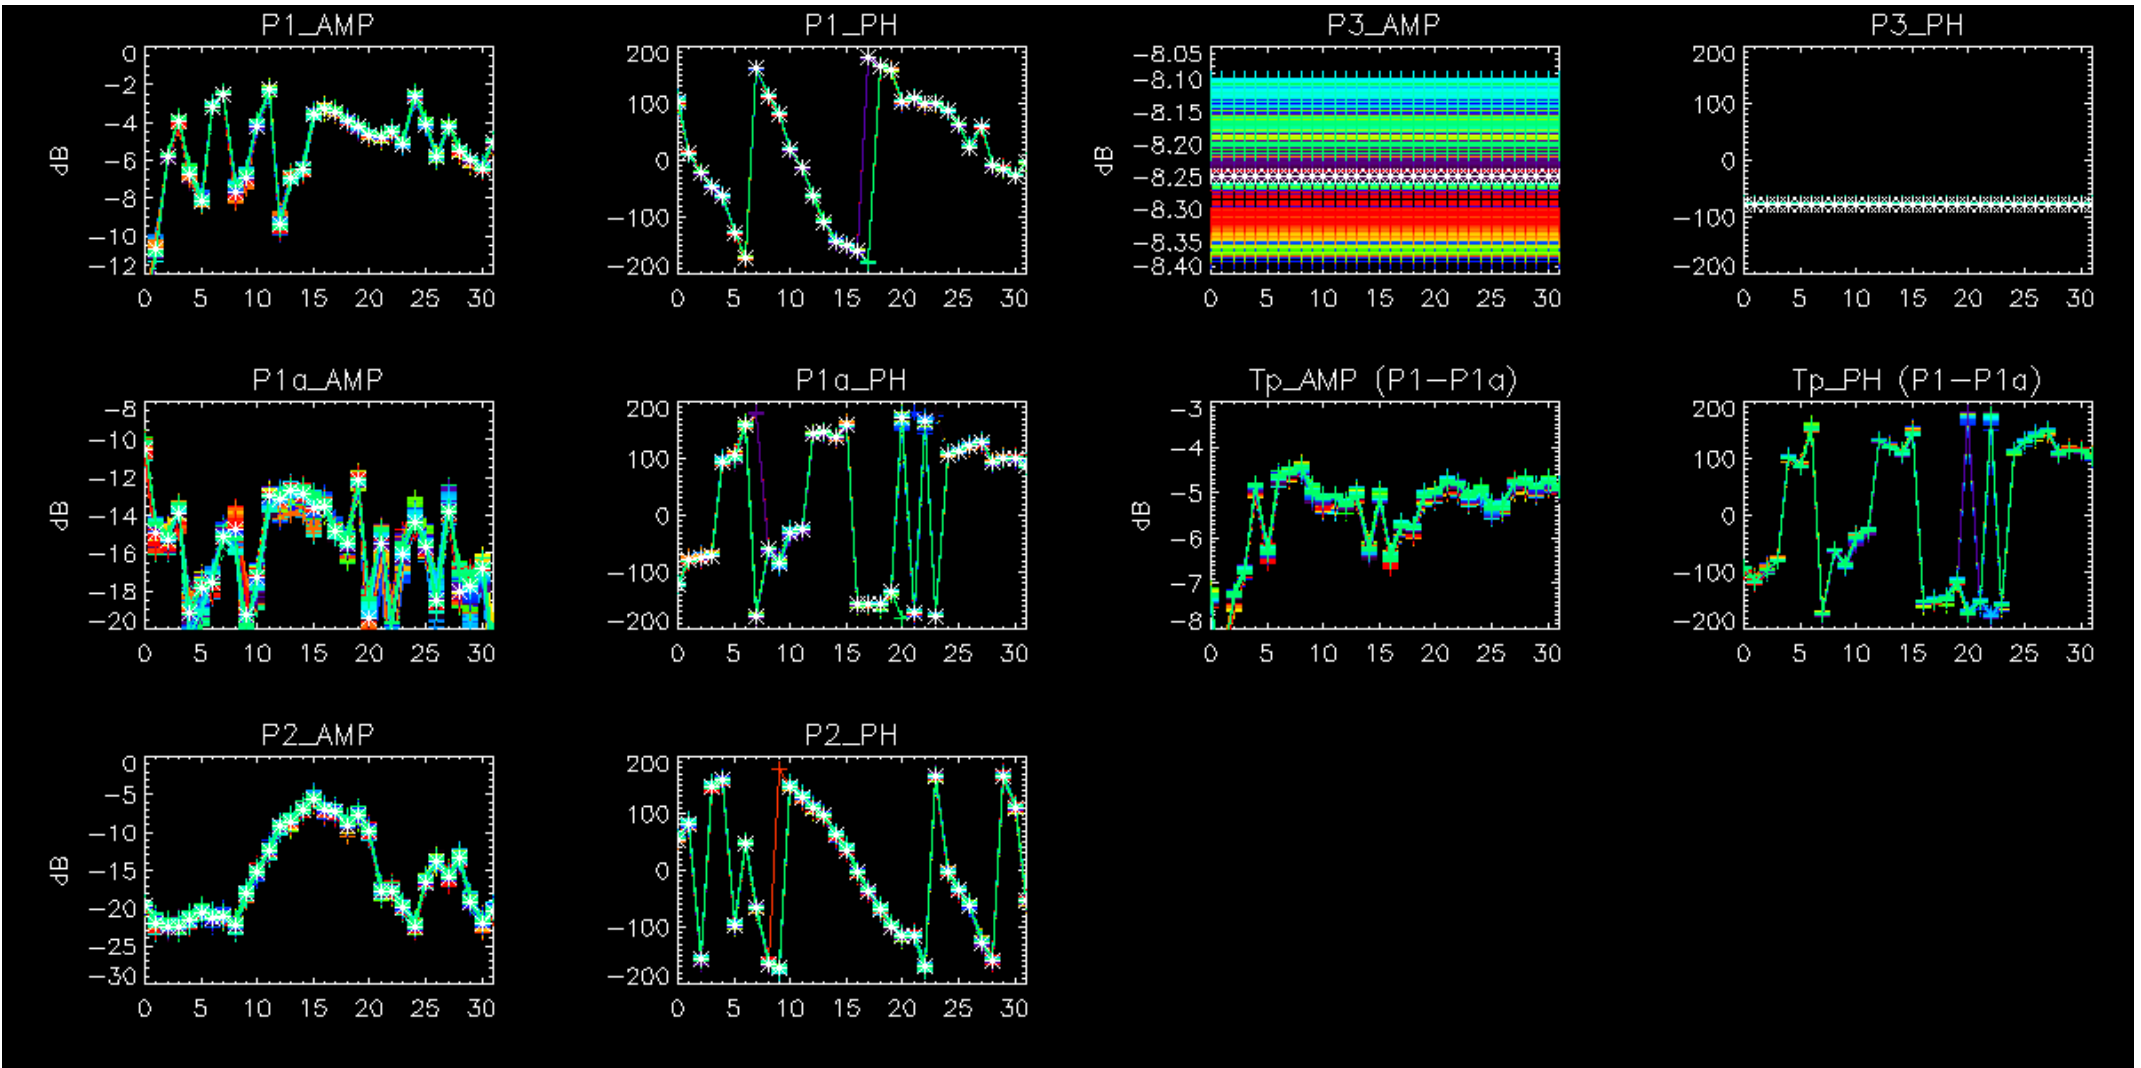 P1_AMP
0
−2
−4
−6
−8
−10
−12
dB
0 5 10 15 20 25 30
P1_PH
200
100
0
−100
−200
0 5 10 15 20 25 30
P3_AMP
−8.05
−8.10
−8.15
−8.20
−8.25
−8.30
−8.35
−8.40
dB
0 5 10 15 20 25 30
P3_PH
200
100
0
−100
−200
0 5 10 15 20 25 30
P1a_AMP
−8
−10
−12
−14
−16
−18
−20
dB
0 5 10 15 20 25 30
P1a_PH
200
100
0
−100
−200
0 5 10 15 20 25 30
Tp_AMP (P1−P1a)
−3
−4
−5
−6
−7
−8
dB
0 5 10 15 20 25 30
Tp_PH (P1−P1a)
200
100
0
−100
−200
0 5 10 15 20 25 30
P2_AMP
0
−5
−10
−15
−20
−25
−30
dB
0 5 10 15 20 25 30
P2_PH
200
100
0
−100
−200
0 5 10 15 20 25 30